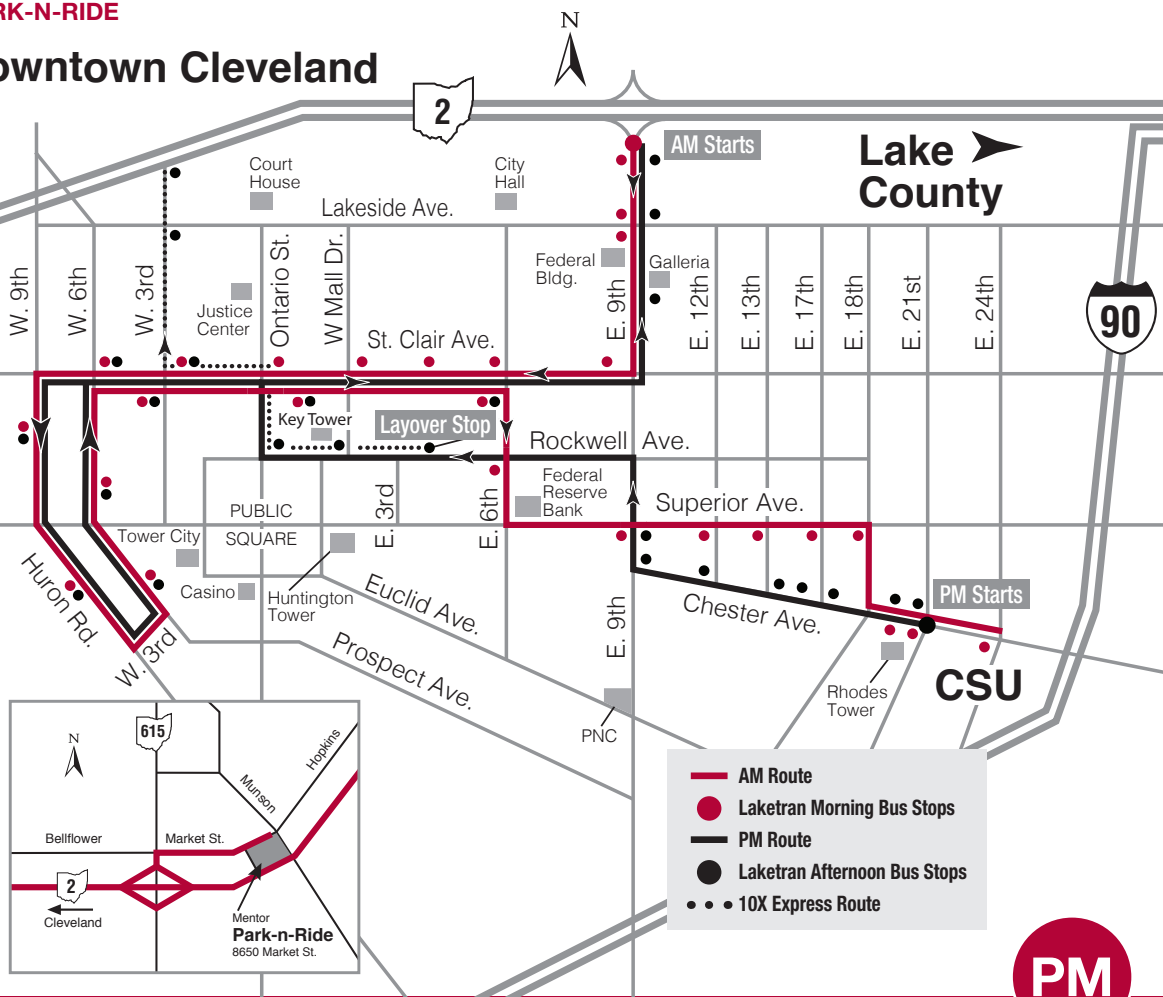 RK-N-RIDE
owntown Cleveland
N
2
AM Starts
Lake
County
Court
House
City
Hall
Lakeside Ave.
W. 9th
W. 6th
W. 3rd
Ontario St.
W Mall Dr.
Justice
Center
Federal
Bldg.
E. 9th
Galleria
E. 12th
E. 13th
E. 17th
E. 18th
E. 21st
E. 24th
90
St. Clair Ave.
Key Tower
Layover Stop
Rockwell Ave.
Federal
Reserve
Bank
Superior Ave.
PUBLIC
SQUARE
E. 3rd
E. 6th
Tower City
Casino
Huntington
Tower
Huron Rd.
W. 3rd
Euclid Ave.
Prospect Ave.
E. 9th
Chester Ave.
PM Starts
Rhodes
Tower
CSU
PNC
N
615
Hopkins
Munson
Bellflower
Market St.
2
Cleveland
Mentor
Park-n-Ride
8650 Market St.
AM Route
Laketran Morning Bus Stops
PM Route
Laketran Afternoon Bus Stops
10X Express Route
PM